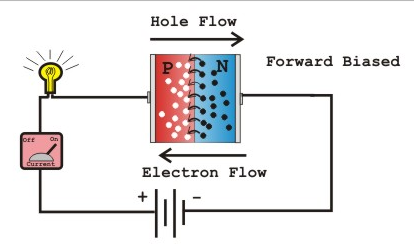 Hole Flow
P N
Forward Biased
Off On
Current
Electron Flow
+ -